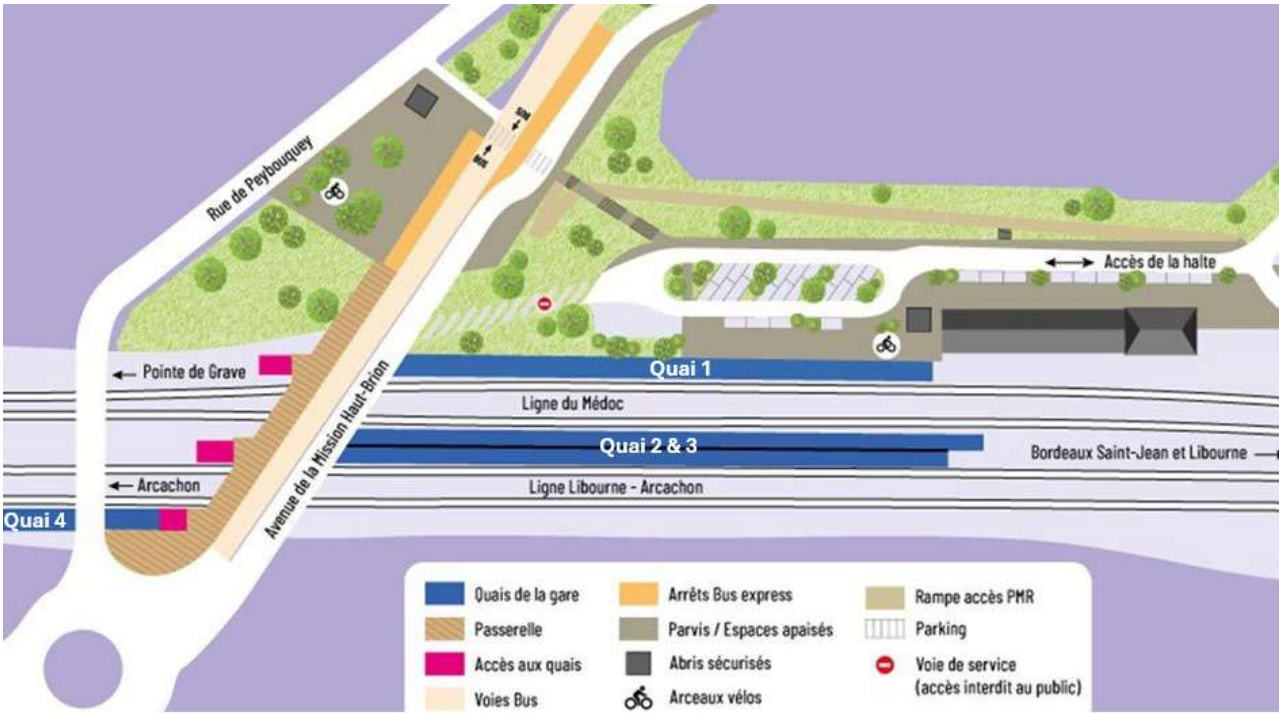 BUS
BUS
Rue de Peybouquey
Accès de la halte
Pointe de Grave
Quai 1
Ligne du Médoc
Avenue de la Mission Haut-Brion
Quai 2 & 3
Bordeaux Saint-Jean et Libourne
Arcachon
Ligne Libourne - Arcachon
Quai 4
Quais de la gare
Passerelle
Accès aux quais
Voies Bus
Arrêts Bus express
Parvis / Espaces apaisés
Abris sécurisés
Arceaux vélos
Rampe accès PMR
Parking
Voie de service
(accès interdit au public)